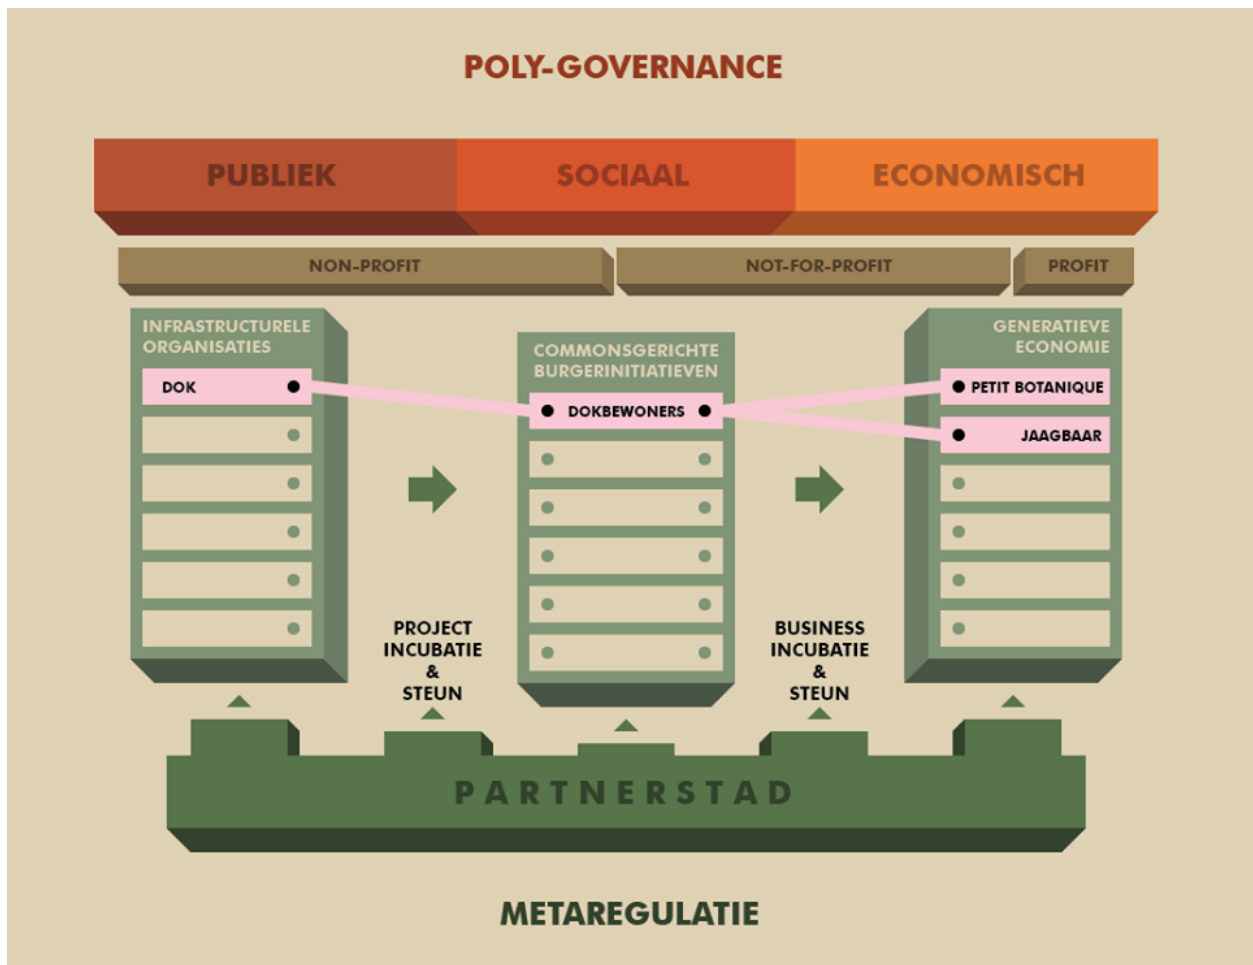 POLY-GOVERNANCE
PUBLIEK SOCIAAL ECONOMISCH
NON-PROFIT NOT-FOR-PROFIT PROFIT
INFRASTRUCTURELE
ORGANISATIES
DOK
COMMONSGERICHTE
BURGERINITIATIEVEN
DOKBEWONERS
GENERATIEVE
ECONOMIE
PETIT BOTANIQUE
JAAGBAAR
PROJECT
INCUBATIE
&
STEUN
BUSINESS
INCUBATIE
&
STEUN
PARTNERSTAD
METAREGULATIE